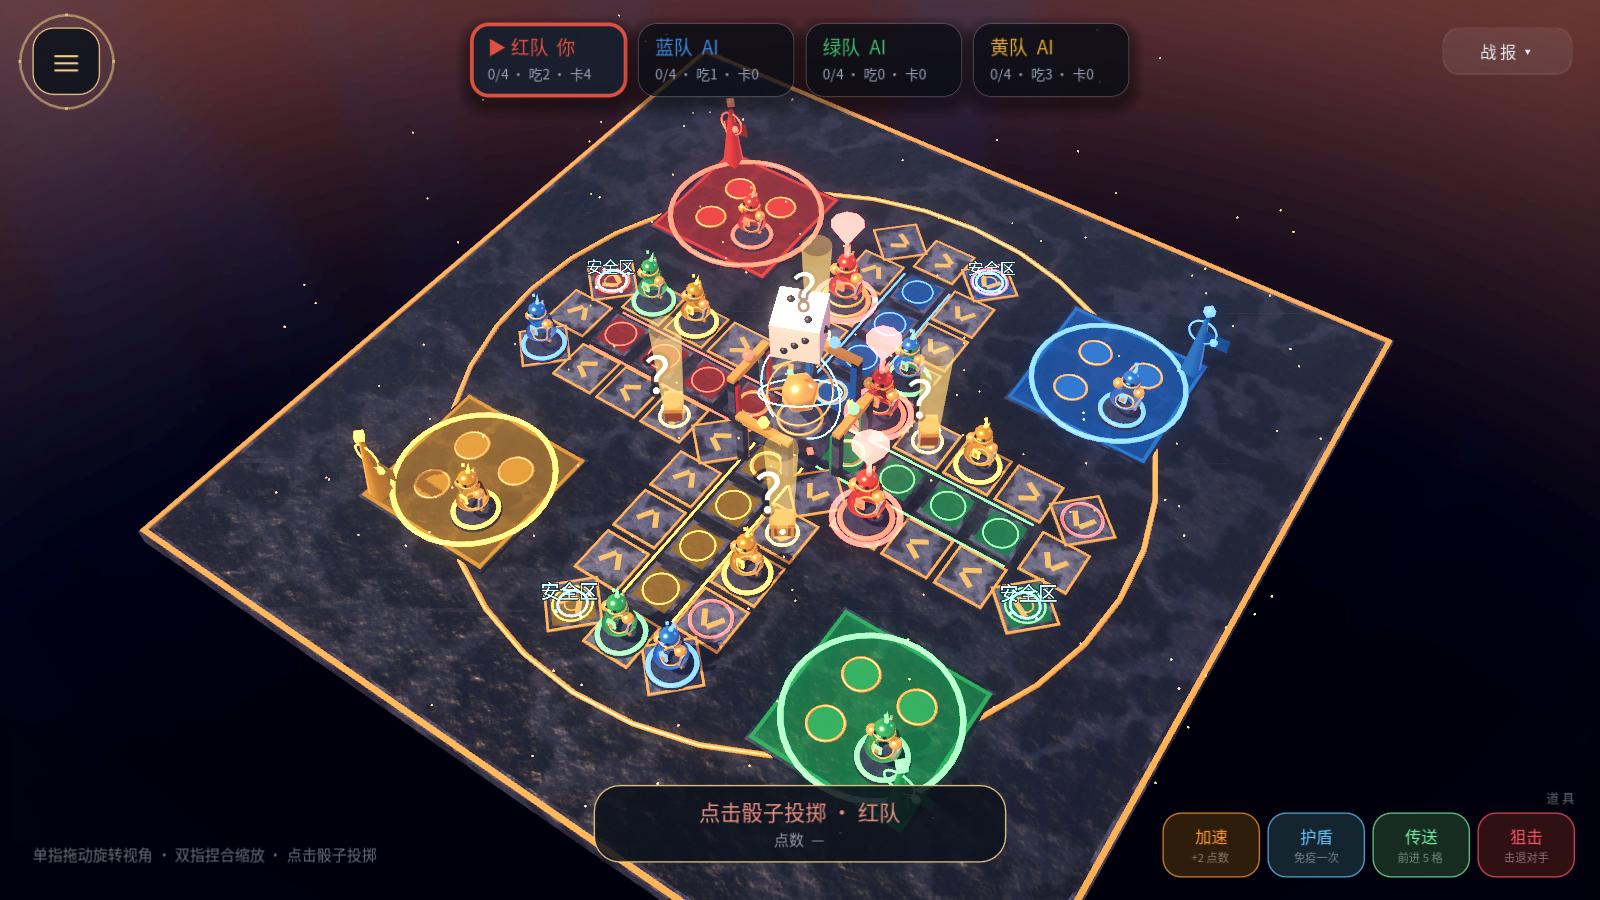 ▶ 红队 你
0/4 · 吃2 · 卡4
蓝队 AI
0/4 · 吃1 · 卡0
绿队 AI
0/4 · 吃0 · 卡0
黄队 AI
0/4 · 吃3 · 卡0
战报 ▾
安全区
安全区
?
?
?
?
安全区
安全区
点击骰子投掷 · 红队
点数 —
单指拖动旋转视角 · 双指捏合缩放 · 点击骰子投掷
道具
加速
+2 点数
护盾
免疫一次
传送
前进 5 格
狙击
击退对手